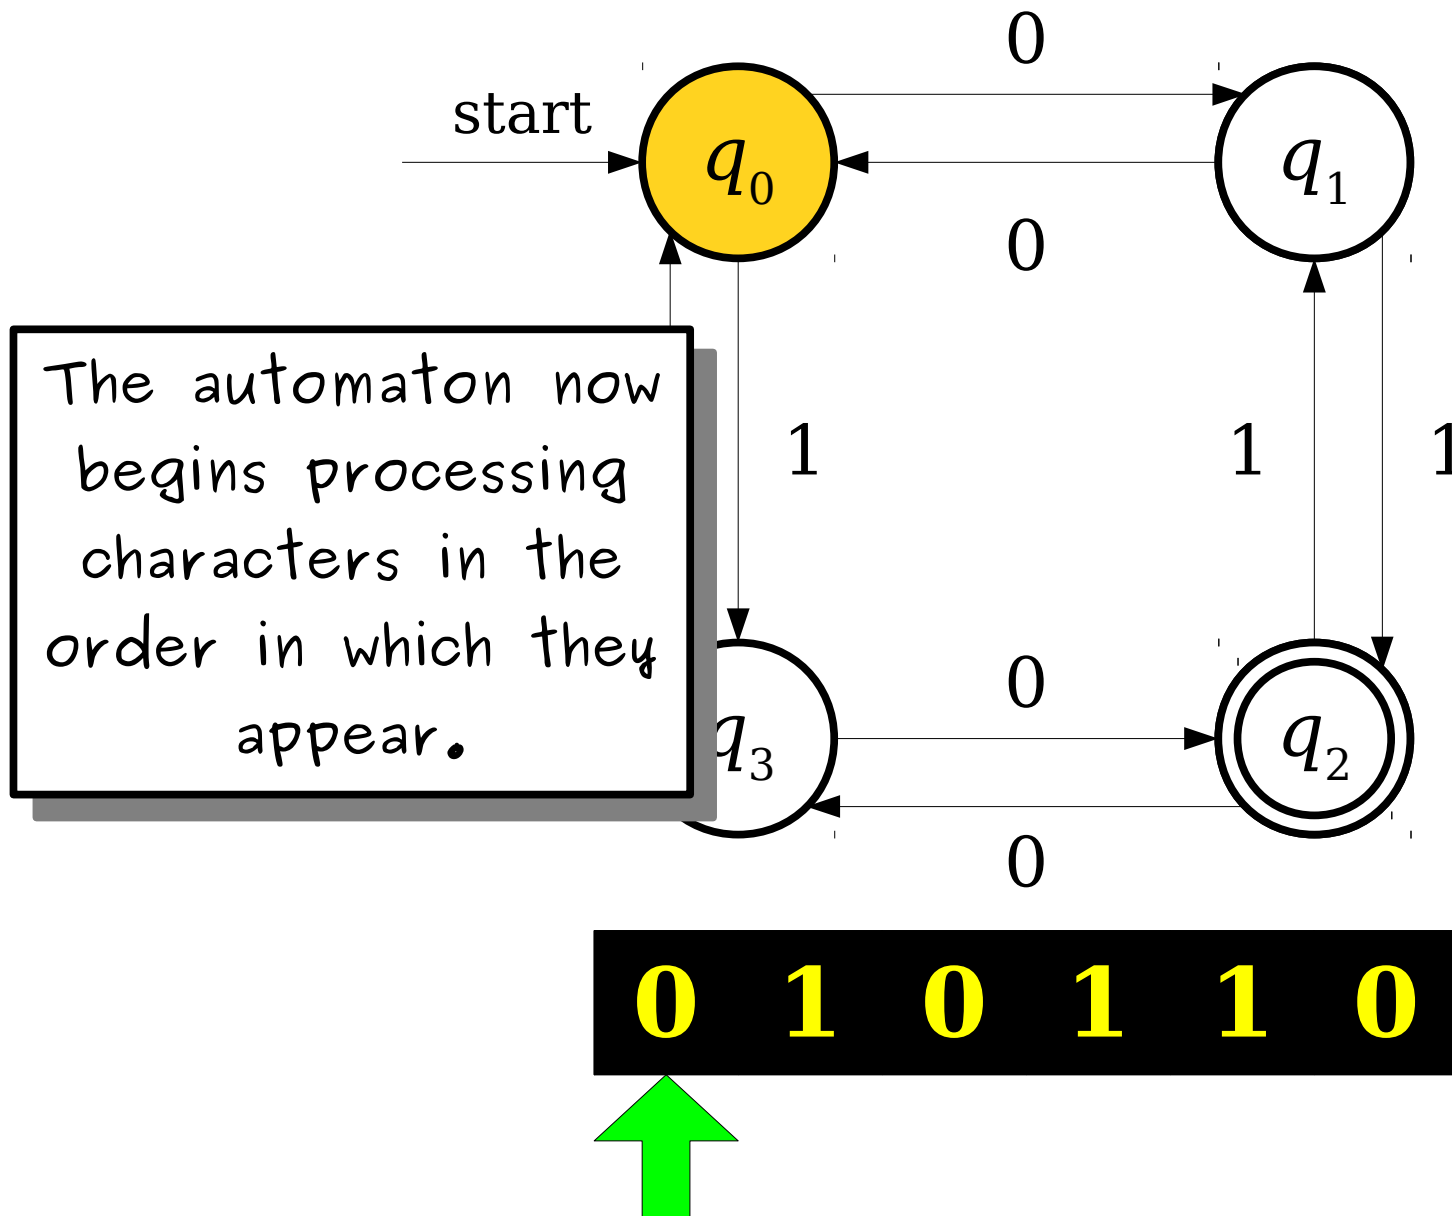 0
start
q0
q1
0
The automaton now
begins processing
characters in the
order in which they
appear.
1
1
1
0
q3
q2
0
0 1 0 1 1 0